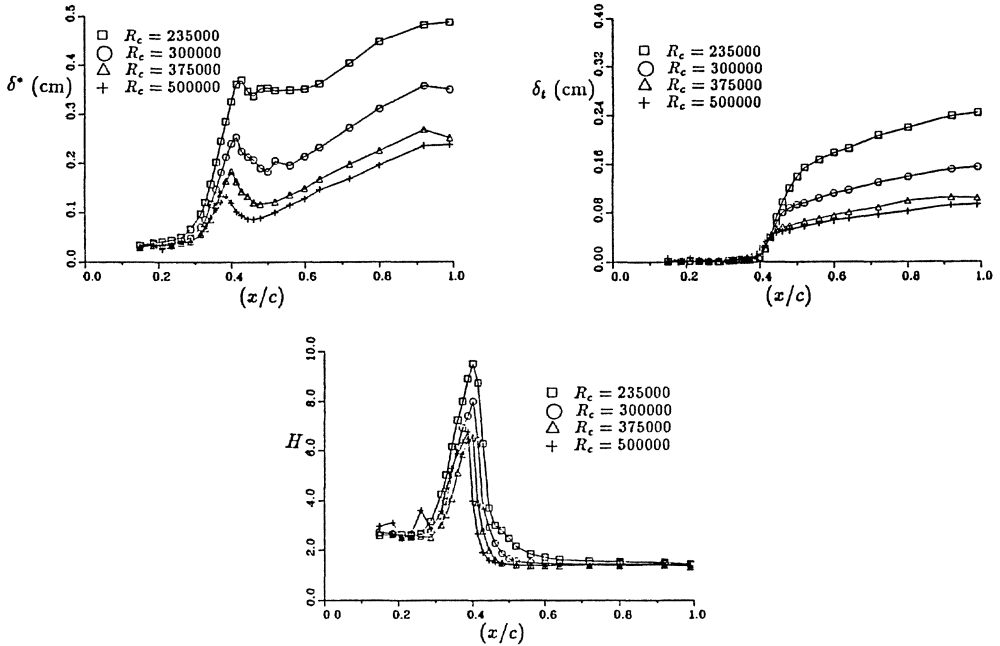 0.5
0.4
0.3
0.2
0.1
0.0
δ* (cm)
R_c = 235000
R_c = 300000
R_c = 375000
R_c = 500000
0.0 0.2 0.4 0.6 0.8 1.0
(x/c)
0.40
0.32
0.24
0.16
0.08
0.00
δ_t (cm)
R_c = 235000
R_c = 300000
R_c = 375000
R_c = 500000
0.0 0.2 0.4 0.6 0.8 1.0
(x/c)
10.0
8.0
6.0
4.0
2.0
0.0
H
R_c = 235000
R_c = 300000
R_c = 375000
R_c = 500000
0 0 0.2 0.4 0.6 0.8 1.0
(x/c)